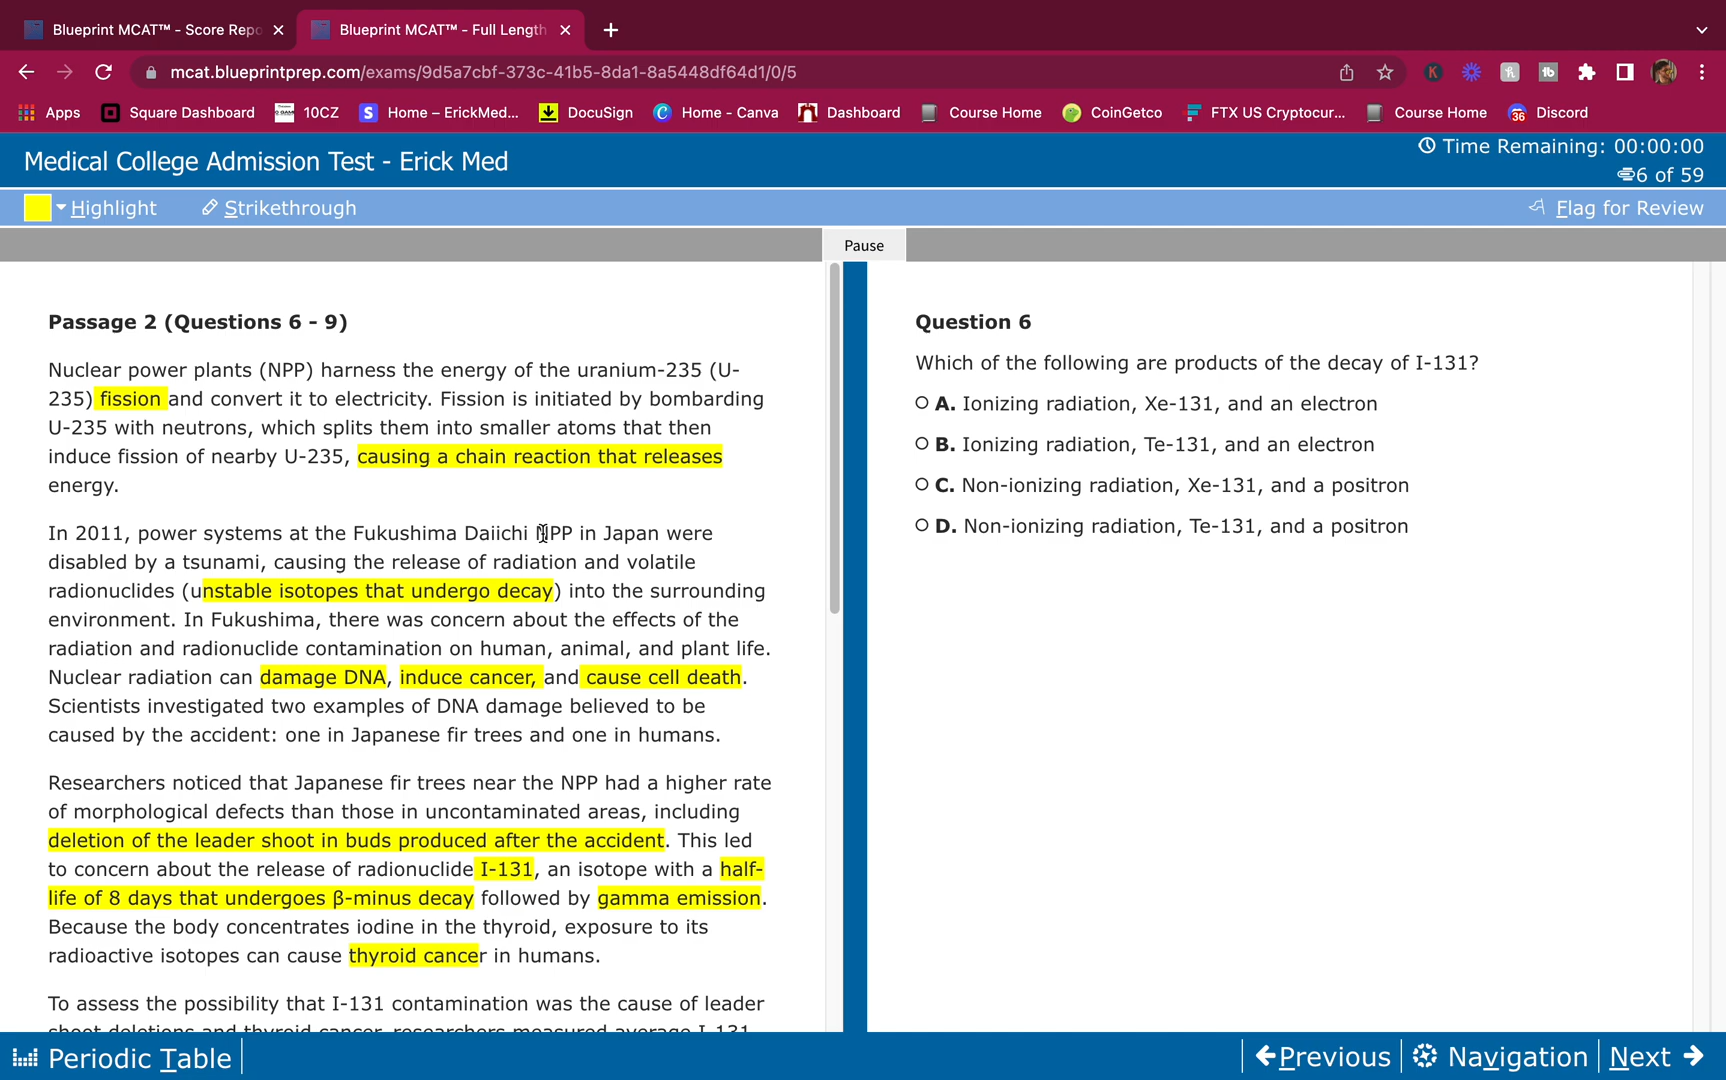 Blueprint MCAT™ - Score Repo
Blueprint MCAT™ - Full Length
mcat.blueprintprep.com/exams/9d5a7cbf-373c-41b5-8da1-8a5448df64d1/0/5
Apps
Square Dashboard
10CZ
Home – ErickMed...
DocuSign
Home - Canva
Dashboard
Course Home
CoinGetco
FTX US Cryptocur...
Course Home
36
Discord
Medical College Admission Test - Erick Med
Time Remaining: 00:00:00
6 of 59
Highlight
Strikethrough
Flag for Review
Pause
Passage 2 (Questions 6 - 9)
Nuclear power plants (NPP) harness the energy of the uranium-235 (U-
235) fission and convert it to electricity. Fission is initiated by bombarding
U-235 with neutrons, which splits them into smaller atoms that then
induce fission of nearby U-235, causing a chain reaction that releases
energy.
In 2011, power systems at the Fukushima Daiichi NPP in Japan were
disabled by a tsunami, causing the release of radiation and volatile
radionuclides (unstable isotopes that undergo decay) into the surrounding
environment. In Fukushima, there was concern about the effects of the
radiation and radionuclide contamination on human, animal, and plant life.
Nuclear radiation can damage DNA, induce cancer, and cause cell death.
Scientists investigated two examples of DNA damage believed to be
caused by the accident: one in Japanese fir trees and one in humans.
Researchers noticed that Japanese fir trees near the NPP had a higher rate
of morphological defects than those in uncontaminated areas, including
deletion of the leader shoot in buds produced after the accident. This led
to concern about the release of radionuclide I-131, an isotope with a half-
life of 8 days that undergoes β-minus decay followed by gamma emission.
Because the body concentrates iodine in the thyroid, exposure to its
radioactive isotopes can cause thyroid cancer in humans.
To assess the possibility that I-131 contamination was the cause of leader
shoot deletions and thyroid cancer, researchers measured average I-131
Question 6
Which of the following are products of the decay of I-131?
A. Ionizing radiation, Xe-131, and an electron
B. Ionizing radiation, Te-131, and an electron
C. Non-ionizing radiation, Xe-131, and a positron
D. Non-ionizing radiation, Te-131, and a positron
Periodic Table
Previous
Navigation
Next